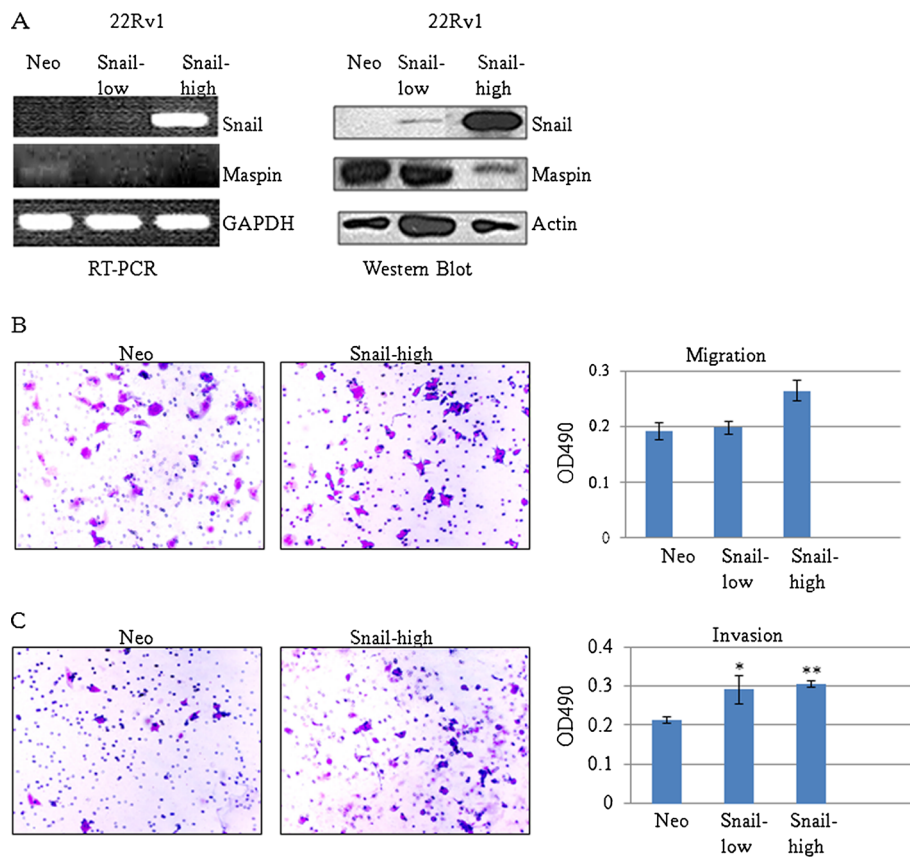 A
22Rv1
22Rv1
Neo
Snail-
low
Snail-
high
Neo
Snail-
low
Snail-
high
Snail
Maspin
GAPDH
Snail
Maspin
Actin
RT-PCR
Western Blot
B
Neo
Snail-high
Migration
OD490
0.3
0.2
0.1
0
Neo
Snail-
low
Snail-
high
C
Neo
Snail-high
Invasion
OD490
0.4
0.3
0.2
0.1
0
*
**
Neo
Snail-
low
Snail-
high